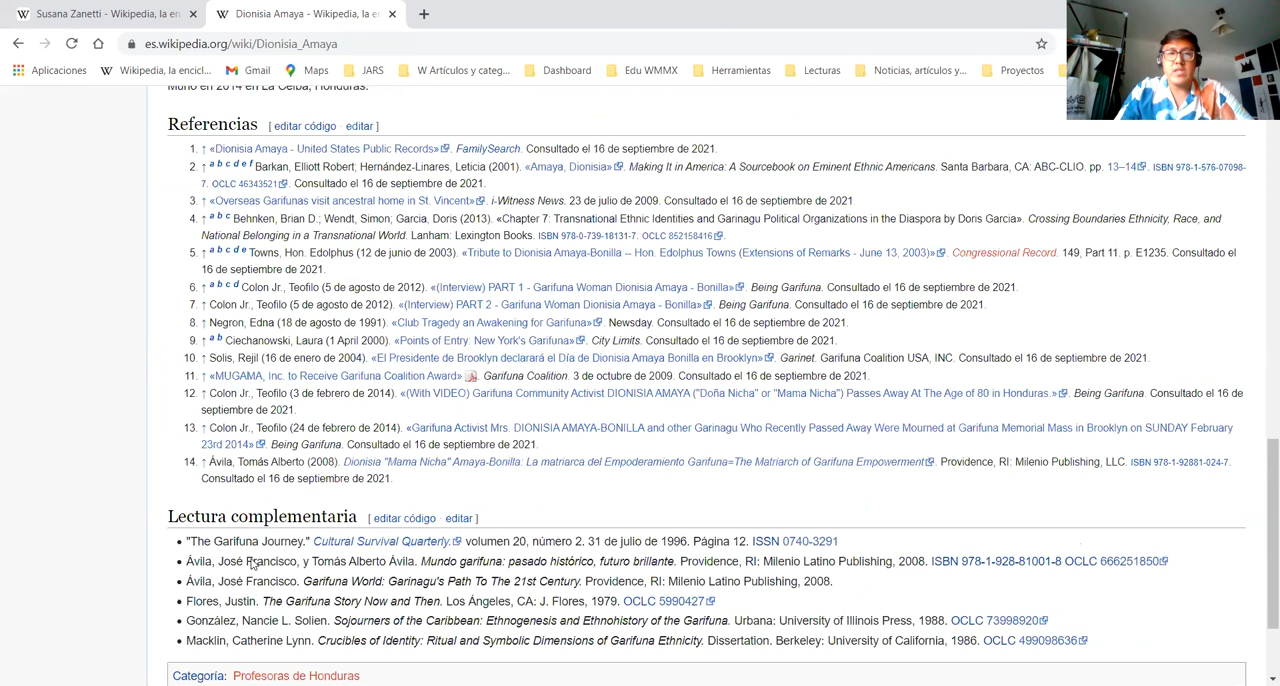 Susana Zanetti - Wikipedia, la en
Dionisia Amaya - Wikipedia, la e
es.wikipedia.org/wiki/Dionisia_Amaya
Aplicaciones Wikipedia, la encicl... Gmail Maps JARS W Artículos y categ... Dashboard Edu WMMX Herramientas Lecturas Noticias, artículos y... Proyectos
Murió en 2014 en La Ceiba, Honduras.
Referencias [ editar código · editar ]
1. ↑ «Dionisia Amaya - United States Public Records». FamilySearch. Consultado el 16 de septiembre de 2021.
2. ↑ a b c d e f Barkan, Elliott Robert; Hernández-Linares, Leticia (2001). «Amaya, Dionisia». Making It in America: A Sourcebook on Eminent Ethnic Americans. Santa Barbara, CA: ABC-CLIO. pp. 13–14. ISBN 978-1-576-07098-
7. OCLC 46343521. Consultado el 16 de septiembre de 2021.
3. ↑ «Overseas Garifunas visit ancestral home in St. Vincent». i-Witness News. 23 de julio de 2009. Consultado el 16 de septiembre de 2021.
4. ↑ a b c Behnken, Brian D.; Wendt, Simon; Garcia, Doris (2013). «Chapter 7: Transnational Ethnic Identities and Garinagu Political Organizations in the Diaspora by Doris Garcia». Crossing Boundaries Ethnicity, Race, and
National Belonging in a Transnational World. Lanham: Lexington Books. ISBN 978-0-739-18131-7. OCLC 852158416.
5. ↑ a b c d e Towns, Hon. Edolphus (12 de junio de 2003). «Tribute to Dionisia Amaya-Bonilla -- Hon. Edolphus Towns (Extensions of Remarks - June 13, 2003)». Congressional Record. 149, Part 11. p. E1235. Consultado el
16 de septiembre de 2021.
6. ↑ a b c d Colon Jr., Teofilo (5 de agosto de 2012). «(Interview) PART 1 - Garifuna Woman Dionisia Amaya - Bonilla». Being Garifuna. Consultado el 16 de septiembre de 2021.
7. ↑ Colon Jr., Teofilo (5 de agosto de 2012). «(Interview) PART 2 - Garifuna Woman Dionisia Amaya - Bonilla». Being Garifuna. Consultado el 16 de septiembre de 2021.
8. ↑ Negron, Edna (18 de agosto de 1991). «Club Tragedy an Awakening for Garifuna». Newsday. Consultado el 16 de septiembre de 2021.
9. ↑ a b Ciechanowski, Laura (1 April 2000). «Points of Entry: New York's Garifuna». City Limits. Consultado el 16 de septiembre de 2021.
10. ↑ Solis, Rejil (16 de enero de 2004). «El Presidente de Brooklyn declarará el Día de Dionisia Amaya Bonilla en Brooklyn». Garinet. Garifuna Coalition USA, INC. Consultado el 16 de septiembre de 2021.
11. ↑ «MUGAMA, Inc. to Receive Garifuna Coalition Award». Garifuna Coalition. 3 de octubre de 2009. Consultado el 16 de septiembre de 2021.
12. ↑ Colon Jr., Teofilo (3 de febrero de 2014). «(With VIDEO) Garifuna Community Activist DIONISIA AMAYA ("Doña Nicha" or "Mama Nicha") Passes Away At The Age of 80 in Honduras.». Being Garifuna. Consultado el 16 de
septiembre de 2021.
13. ↑ Colon Jr., Teofilo (24 de febrero de 2014). «Garifuna Activist Mrs. DIONISIA AMAYA-BONILLA and other Garinagu Who Recently Passed Away Were Mourned at Garifuna Memorial Mass in Brooklyn on SUNDAY February
23rd 2014». Being Garifuna. Consultado el 16 de septiembre de 2021.
14. ↑ Ávila, Tomás Alberto (2008). Dionisia "Mama Nicha" Amaya-Bonilla: La matriarca del Empoderamiento Garifuna=The Matriarch of Garifuna Empowerment. Providence, RI: Milenio Publishing, LLC. ISBN 978-1-92881-024-7.
Consultado el 16 de septiembre de 2021.
Lectura complementaria [ editar código · editar ]
• "The Garifuna Journey." Cultural Survival Quarterly. volumen 20, número 2. 31 de julio de 1996. Página 12. ISSN 0740-3291
• Ávila, José Francisco, y Tomás Alberto Ávila. Mundo garifuna: pasado histórico, futuro brillante. Providence, RI: Milenio Latino Publishing, 2008. ISBN 978-1-928-81001-8 OCLC 666251850
• Ávila, José Francisco. Garifuna World: Garinagu's Path To The 21st Century. Providence, RI: Milenio Latino Publishing, 2008.
• Flores, Justin. The Garifuna Story Now and Then. Los Ángeles, CA: J. Flores, 1979. OCLC 5990427
• González, Nancie L. Solien. Sojourners of the Caribbean: Ethnogenesis and Ethnohistory of the Garifuna. Urbana: University of Illinois Press, 1988. OCLC 73998920
• Macklin, Catherine Lynn. Crucibles of Identity: Ritual and Symbolic Dimensions of Garifuna Ethnicity. Dissertation. Berkeley: University of California, 1986. OCLC 499098636
Categoría: Profesoras de Honduras